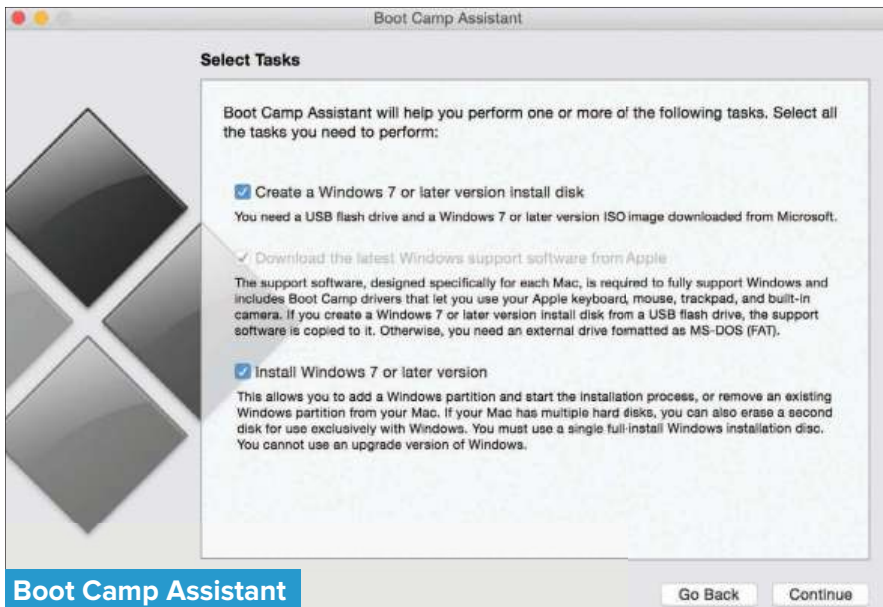 Boot Camp Assistant
Select Tasks
Boot Camp Assistant will help you perform one or more of the following tasks. Select all
the tasks you need to perform:
Create a Windows 7 or later version install disk
You need a USB flash drive and a Windows 7 or later version ISO image downloaded from Microsoft.
Download the latest Windows support software from Apple
The support software, designed specifically for each Mac, is required to fully support Windows and
includes Boot Camp drivers that let you use your Apple keyboard, mouse, trackpad, and built-in
camera. If you create a Windows 7 or later version install disk from a USB flash drive, the support
software is copied to it. Otherwise, you need an external drive formatted as MS-DOS (FAT).
Install Windows 7 or later version
This allows you to add a Windows partition and start the installation process, or remove an existing
Windows partition from your Mac. If your Mac has multiple hard disks, you can also erase a second
disk for use exclusively with Windows. You must use a single full-install Windows installation disc.
You cannot use an upgrade version of Windows.
Boot Camp Assistant
Go Back
Continue